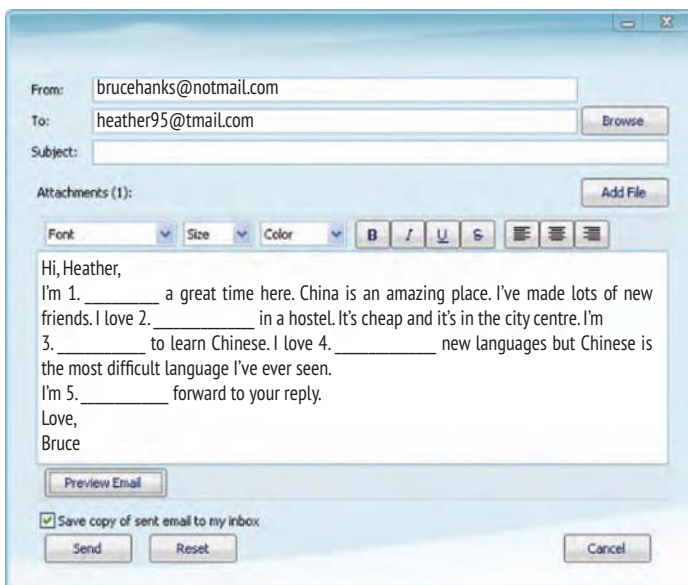 From: brucehanks@notmail.com
To: heather95@tmail.com Browse
Subject:
Attachments (1): Add File
Font Size Color B I U S
Hi, Heather,
I'm 1. __________ a great time here. China is an amazing place. I've made lots of new
friends. I love 2. ______________ in a hostel. It's cheap and it's in the city centre. I'm
3. ____________ to learn Chinese. I love 4. ______________ new languages but Chinese is
the most difficult language I've ever seen.
I'm 5. ____________ forward to your reply.
Love,
Bruce
Preview Email
Save copy of sent email to my inbox
Send Reset Cancel